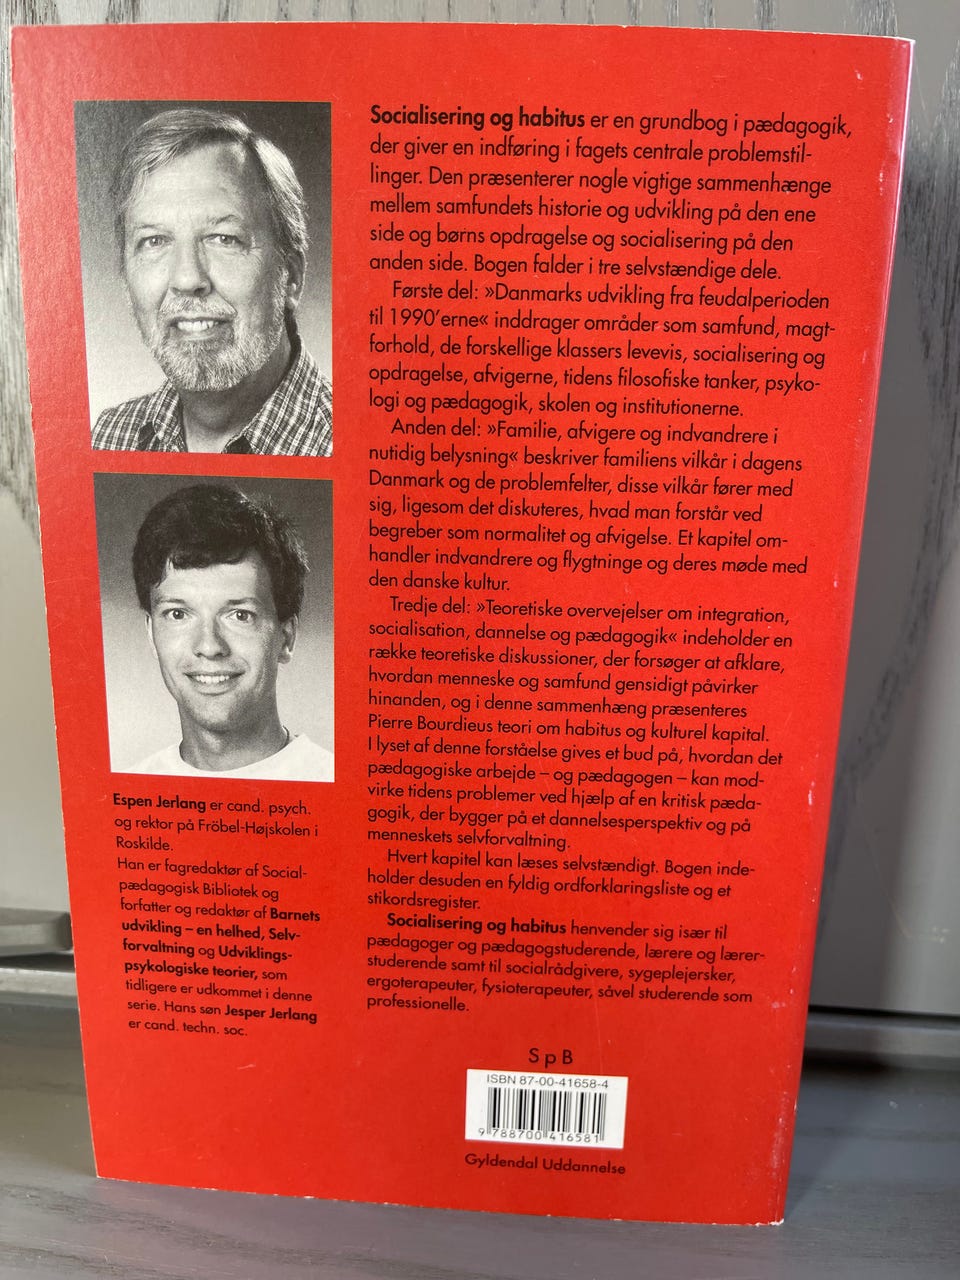 Socialisering og habitus er en grundbog i pædagogik,
der giver en indføring i fagets centrale problemstil-
linger. Den præsenterer nogle vigtige sammenhænge
mellem samfundets historie og udvikling på den ene
side og børns opdragelse og socialisering på den
anden side. Bogen falder i tre selvstændige dele.
Første del: »Danmarks udvikling fra feudalperioden
til 1990'erne« inddrager områder som samfund, magt-
forhold, de forskellige klassers levevis, socialisering og
opdragelse, afvigerne, tidens filosofiske tanker, psyko-
logi og pædagogik, skolen og institutionerne.
Anden del: »Familie, afvigere og indvandrere i
nutidig belysning« beskriver familiens vilkår i dagens
Danmark og de problemfelter, disse vilkår fører med
sig, ligesom det diskuteres, hvad man forstår ved
begreber som normalitet og afvigelse. Et kapitel om-
handler indvandrere og flygtninge og deres møde med
den danske kultur.
Tredje del: »Teoretiske overvejelser om integration,
socialisation, dannelse og pædagogik« indeholder en
række teoretiske diskussioner, der forsøger at afklare,
hvordan menneske og samfund gensidigt påvirker
hinanden, og i denne sammenhæng præsenteres
Pierre Bourdieus teori om habitus og kulturel kapital.
I lyset af denne forståelse gives et bud på, hvordan det
pædagogiske arbejde – og pædagogen – kan mod-
virke tidens problemer ved hjælp af en kritisk pæda-
gogik, der bygger på et dannelsesperspektiv og på
menneskets selvforvaltning.
Hvert kapitel kan læses selvstændigt. Bogen inde-
holder desuden en fyldig ordforklaringsliste og et
stikordsregister.
Socialisering og habitus henvender sig især til
pædagoger og pædagogstuderende, lærere og lærer-
studerende samt til socialrådgivere, sygeplejersker,
ergoterapeuter, fysioterapeuter, såvel studerende som
professionelle.
Espen Jerlang er cand. psych.
og rektor på Fröbel-Højskolen i
Roskilde.
Han er fagredaktør af Social-
pædagogisk Bibliotek og
forfatter og redaktør af Barnets
udvikling – en helhed, Selv-
forvaltning og Udviklings-
psykologiske teorier, som
tidligere er udkommet i denne
serie. Hans søn Jesper Jerlang
er cand. techn. soc.
S p B
ISBN 87-00-41658-4
9 788700 416581
Gyldendal Uddannelse